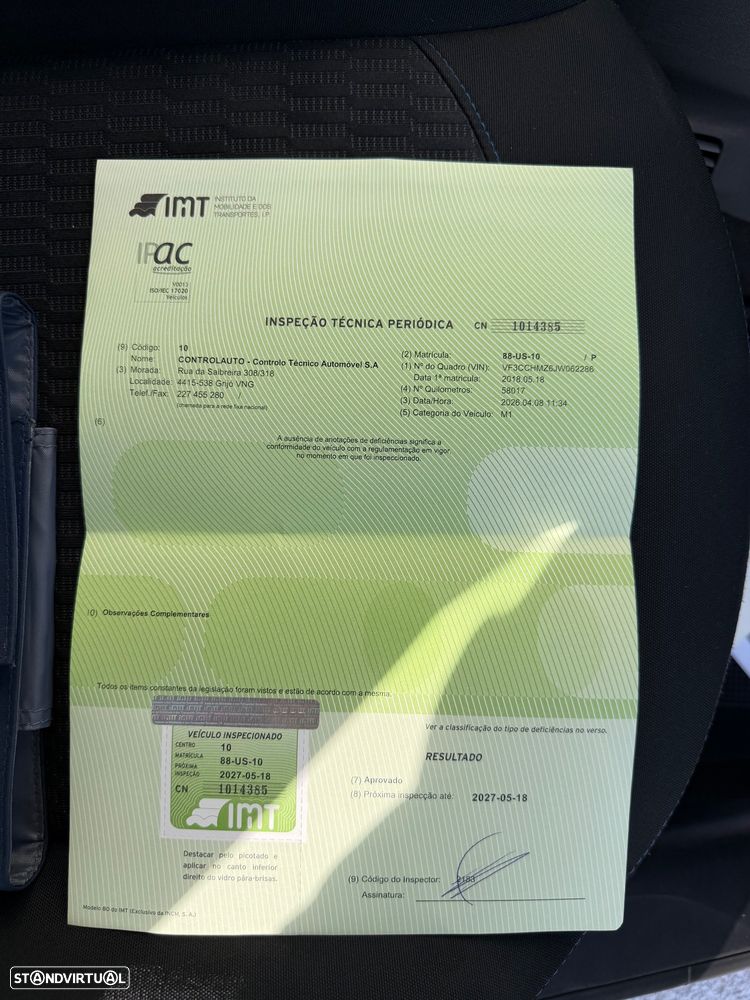 IMT INSTITUTO DA
MOBILIDADE E DOS
TRANSPORTES, I.P.
IPAC
acreditação
V0013
ISO/IEC 17020
Veículos
INSPEÇÃO TÉCNICA PERIÓDICA CN 1014385
(9) Código: 10
Nome: CONTROLAUTO - Controlo Técnico Automóvel S.A
(3) Morada: Rua da Salbreira 308/318
Localidade: 4415-538 Grijó VNG
Telef./Fax: 227 455 280 /
(chamada para a rede fixa nacional)
(2) Matrícula: 88-US-10 / P
(1) Nº do Quadro (VIN): VF3CCHMZ6JW062286
Data 1ª matricula: 2018.05.18
(4) Nº Quilometros: 58017
(3) Data/Hora: 2026.04.08 11:34
(5) Categoria do Veículo: M1
(6)
A ausência de anotações de deficiências significa a
conformidade do veículo com a regulamentação em vigor
no momento em que foi inspeccionado.
(0) Observações Complementares
Todos os items constantes da legislação foram vistos e estão de acordo com a mesma.
VEÍCULO INSPECIONADO
CENTRO 10
MATRÍCULA 88-US-10
PRÓXIMA
INSPEÇÃO 2027-05-18
CN 1014385
IMT
Destacar pelo picotado e
aplicar no canto inferior
direito do vidro pára-brisas.
Modelo 80 do IMT (Exclusivo da INCM, S. A.)
Ver a classificação do tipo de deficiências no verso.
RESULTADO
(7) Aprovado
(8) Próxima inspecção até: 2027-05-18
(9) Código do Inspector: 2183
Assinatura:
STANDVIRTUAL